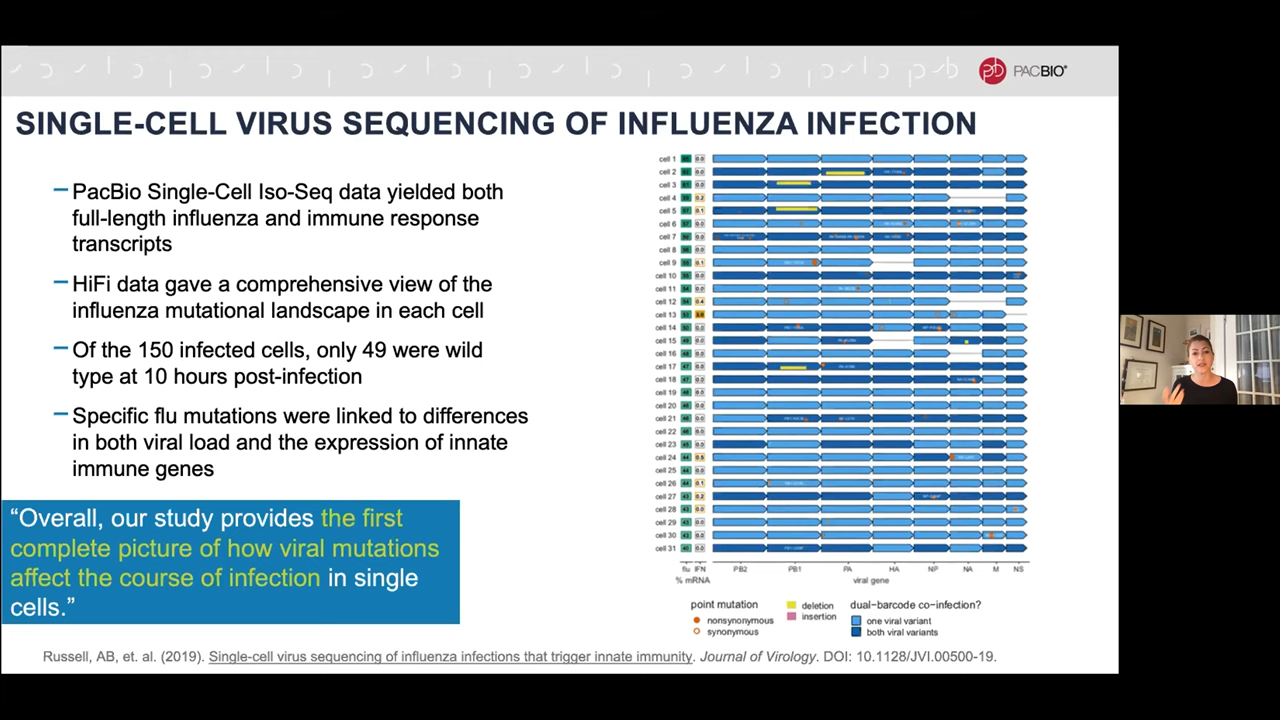 PACBIO®
SINGLE-CELL VIRUS SEQUENCING OF INFLUENZA INFECTION
– PacBio Single-Cell Iso-Seq data yielded both
full-length influenza and immune response
transcripts
– HiFi data gave a comprehensive view of the
influenza mutational landscape in each cell
– Of the 150 infected cells, only 49 were wild
type at 10 hours post-infection
– Specific flu mutations were linked to differences
in both viral load and the expression of innate
immune genes
“Overall, our study provides the first
complete picture of how viral mutations
affect the course of infection in single
cells.”
cell 1
cell 2
cell 3
cell 4
cell 5
cell 6
cell 7
cell 8
cell 9
cell 10
cell 11
cell 12
cell 13
cell 14
cell 15
cell 16
cell 17
cell 18
cell 19
cell 20
cell 21
cell 22
cell 23
cell 24
cell 25
cell 26
cell 27
cell 28
cell 29
cell 30
cell 31
flu IFN PB2 PB1 PA HA NP NA M NS
% mRNA viral gene
point mutation
nonsynonymous
synonymous
deletion
insertion
dual-barcode co-infection?
one viral variant
both viral variants
Russell, AB, et. al. (2019). Single-cell virus sequencing of influenza infections that trigger innate immunity. Journal of Virology. DOI: 10.1128/JVI.00500-19.